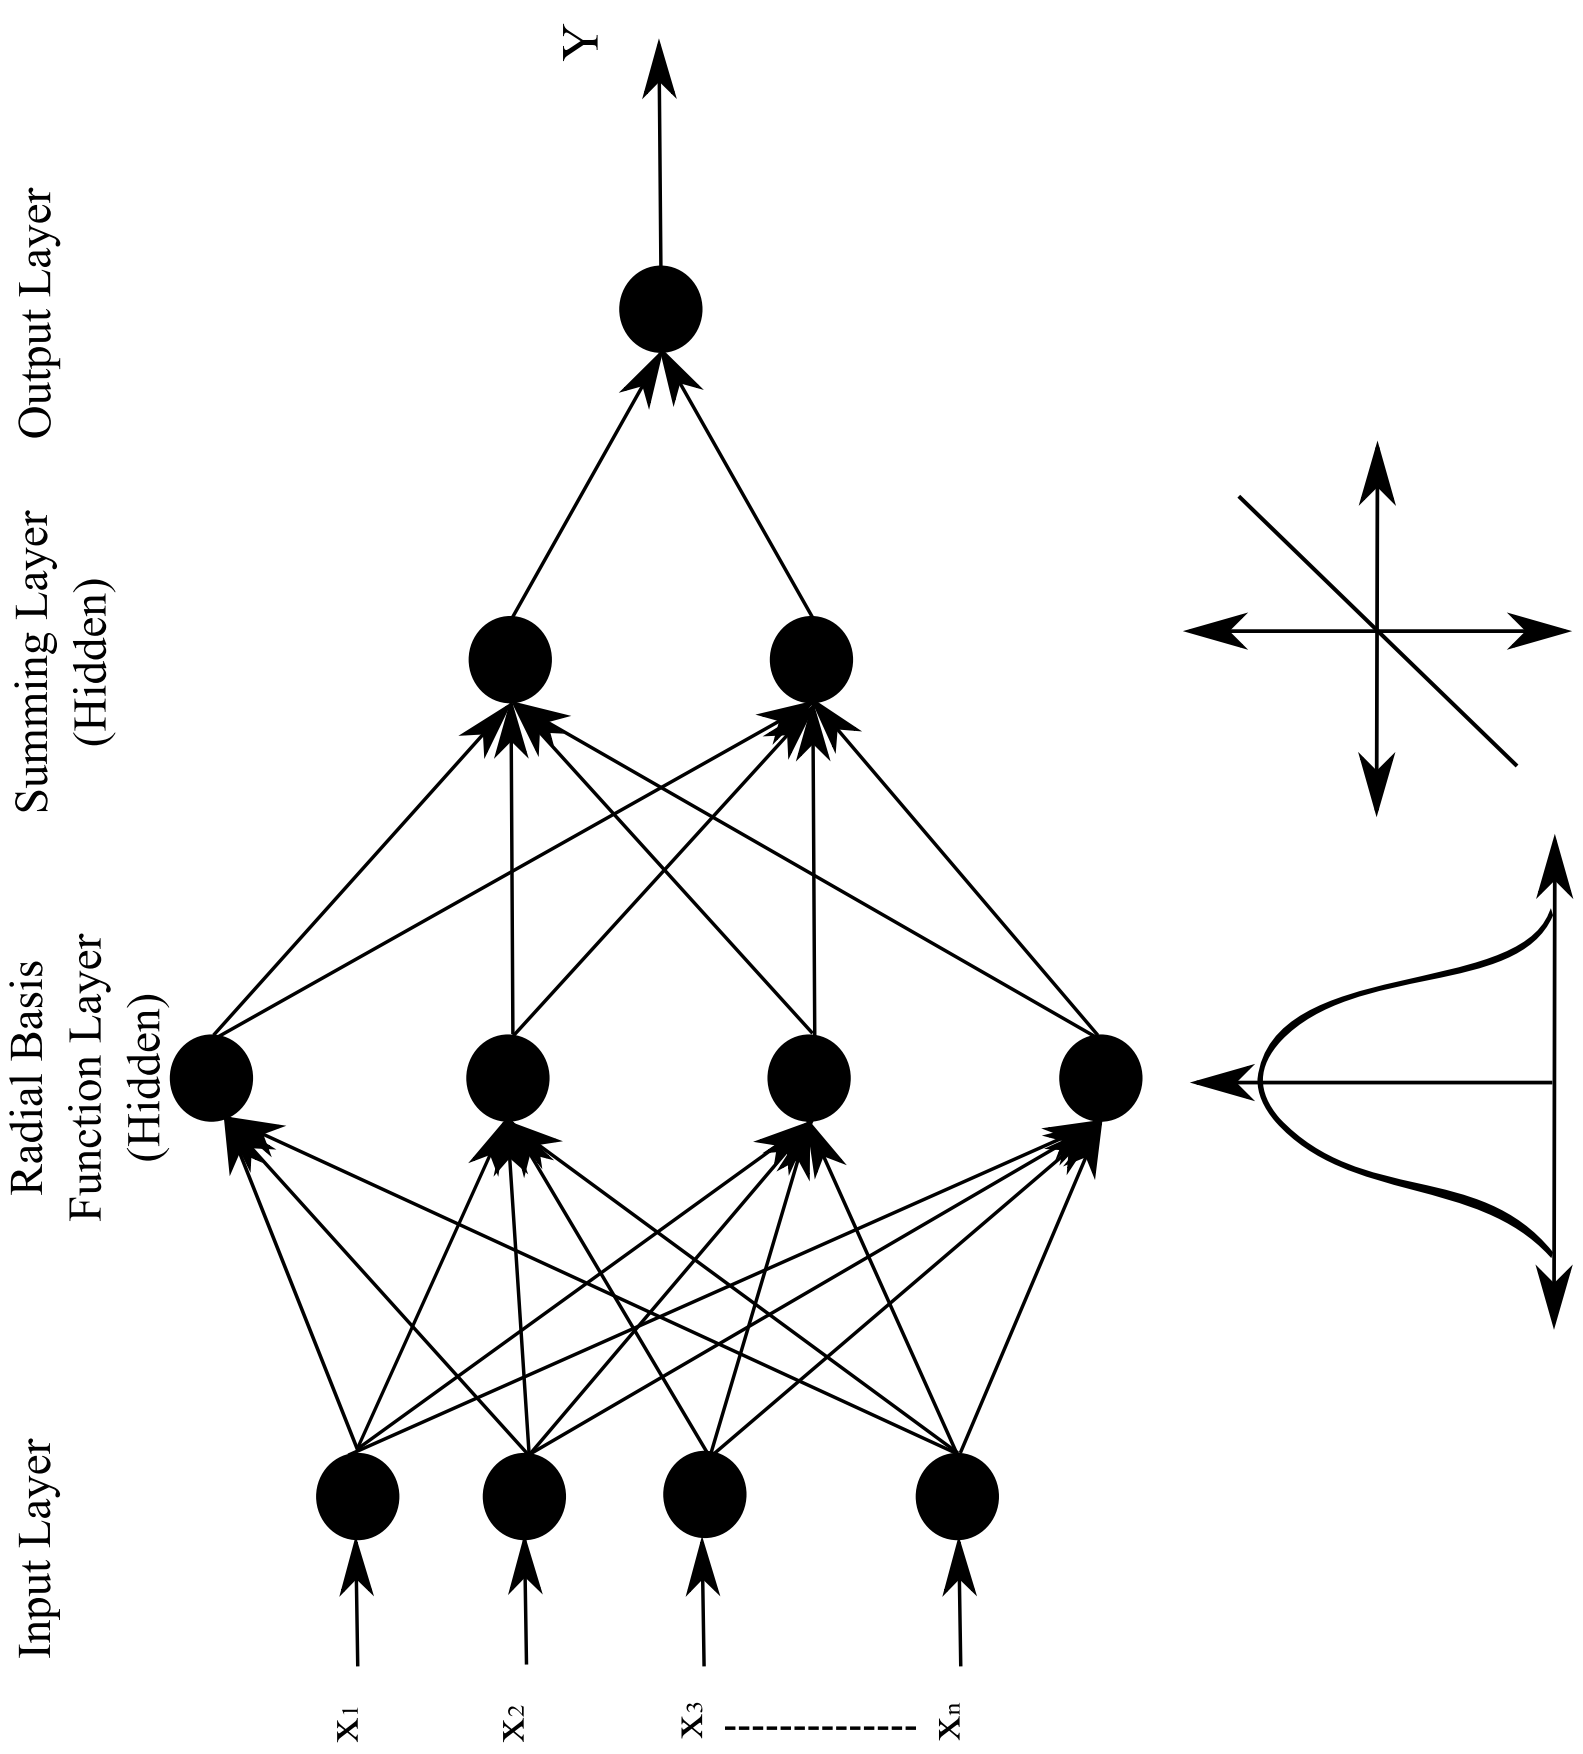 Input Layer
Radial Basis
Function Layer
(Hidden)
Summing Layer
(Hidden)
Output Layer
x1
x2
x3
xn
Y